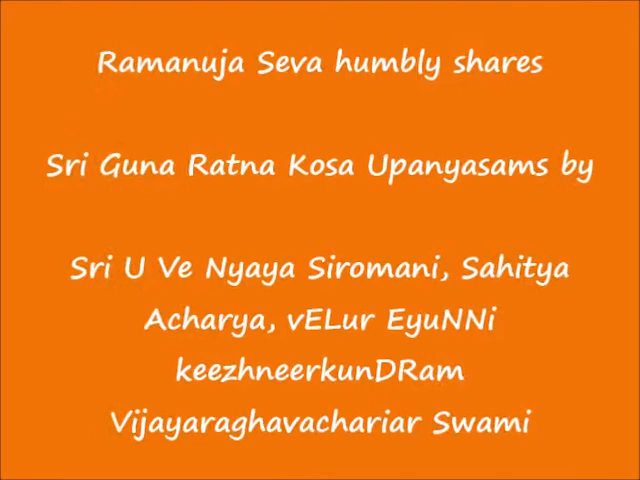 Ramanuja Seva humbly shares
Sri Guna Ratna Kosa Upanyasams by
Sri U Ve Nyaya Siromani, Sahitya
Acharya, vELur EyuNNi
keezhneerkunDRam
Vijayaraghavachariar Swami